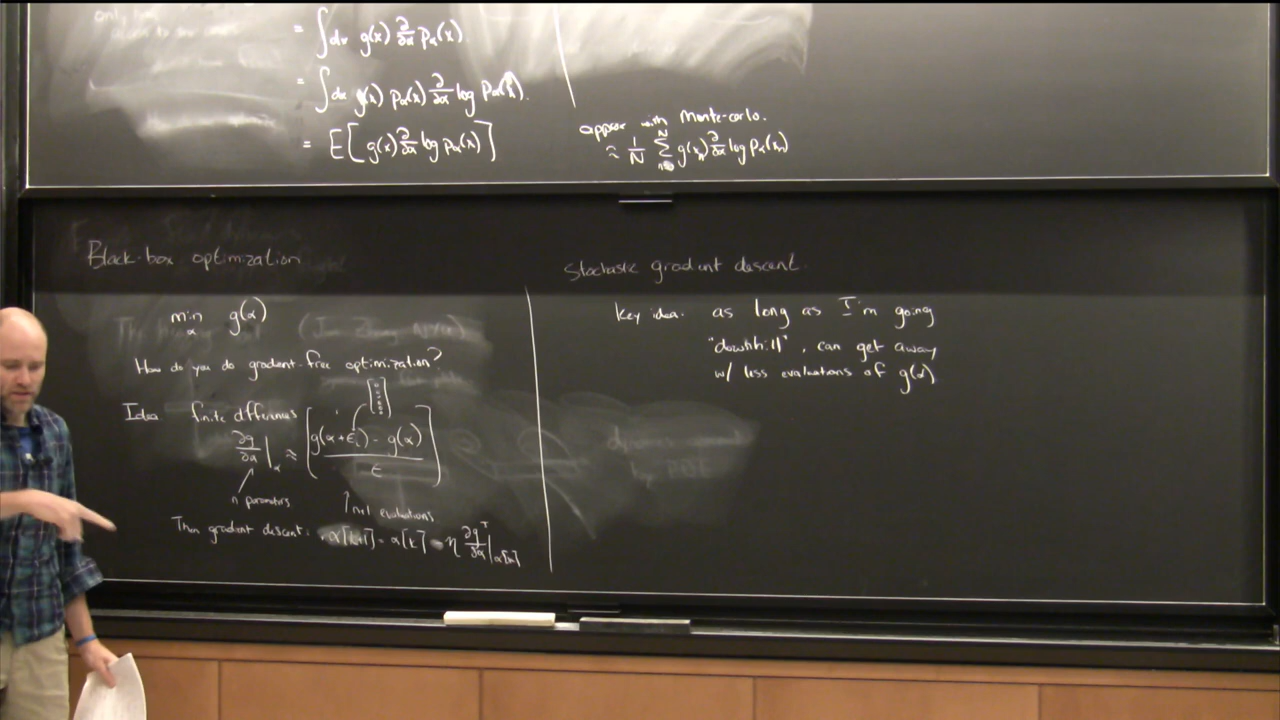 only
= ∫dx g(x) ∂/∂α pα(x)
= ∫dx g(x) pα(x) ∂/∂α log pα(x).
= E[ g(x) ∂/∂α log pα(x) ]
approx with Monte-carlo.
≈ 1/N Σ g(xn) ∂/∂α log pα(xn)
Black-box optimization
min g(α)
α
How do you do gradient-free optimization?
Idea finite differences
∂g/∂α |α ≈ [ g(α+εi) - g(α) / ε ]
n parameters
n+1 evaluations
Then gradient descent: α[k+1] = α[k] - η ∂g/∂α ᵀ |α[k]
Stochastic gradient descent.
Key idea: as long as I'm going
"downhill", can get away
w/ less evaluations of g(α)